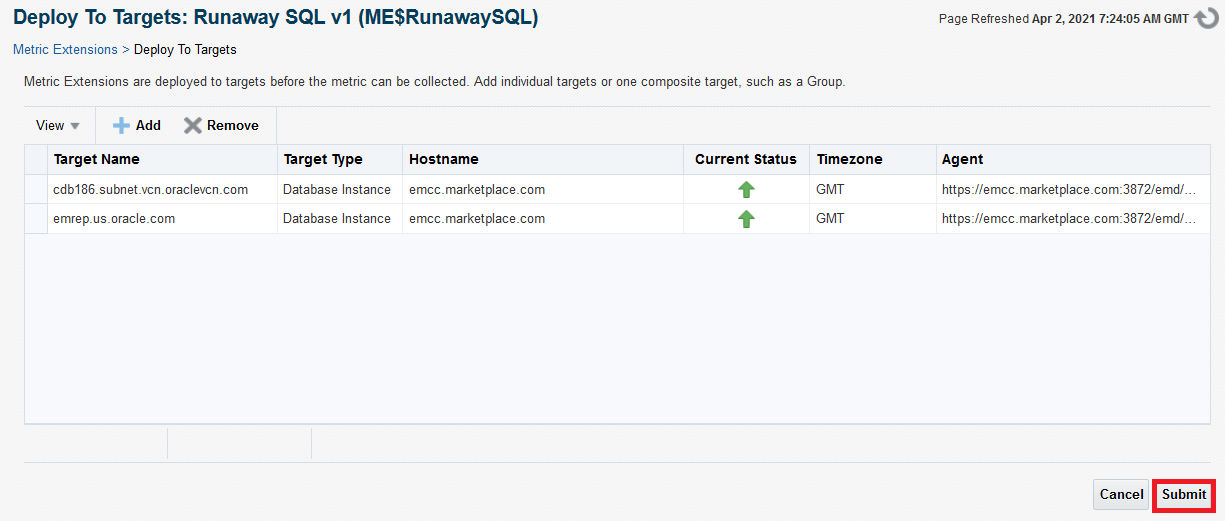 Deploy To Targets: Runaway SQL v1 (ME$RunawaySQL)
Page Refreshed Apr 2, 2021 7:24:05 AM GMT
Metric Extensions > Deploy To Targets
Metric Extensions are deployed to targets before the metric can be collected. Add individual targets or one composite target, such as a Group.
View Add Remove
Target Name Target Type Hostname Current Status Timezone Agent
cdb186.subnet.vcn.oraclevcn.com Database Instance emcc.marketplace.com GMT https://emcc.marketplace.com:3872/emd/...
emrep.us.oracle.com Database Instance emcc.marketplace.com GMT https://emcc.marketplace.com:3872/emd/...
Cancel Submit